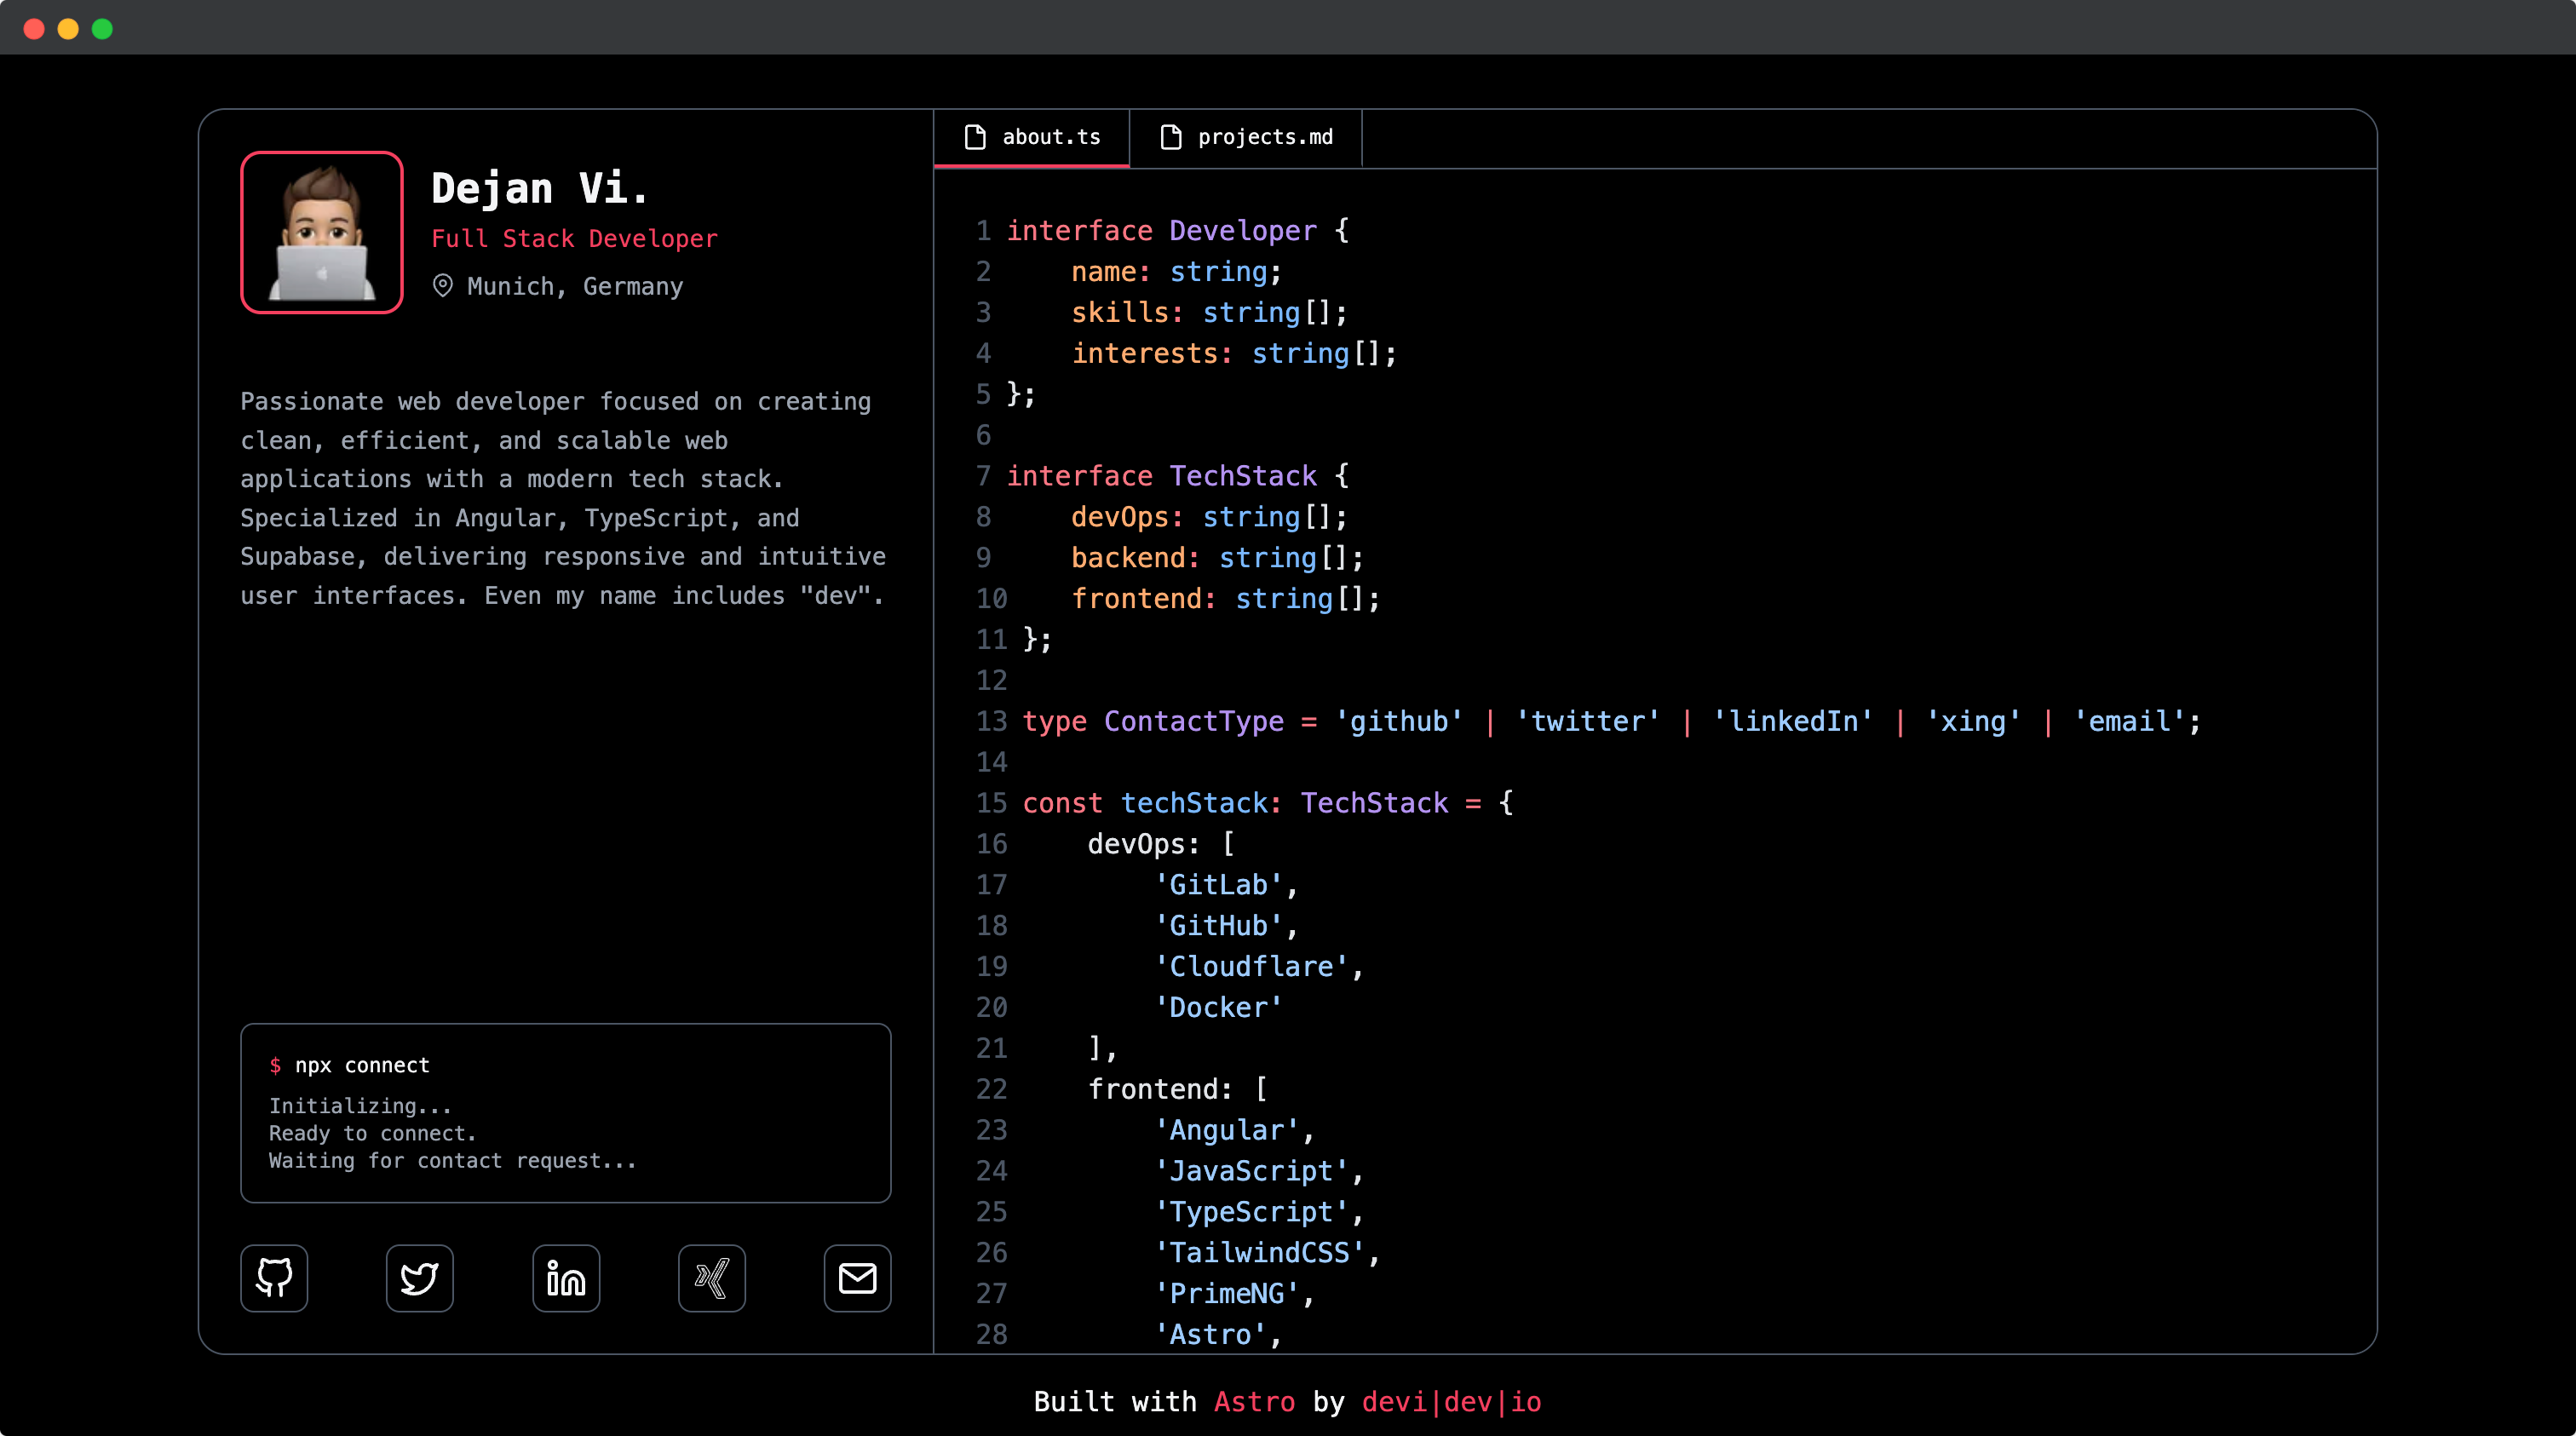 Dejan Vi.
Full Stack Developer
Munich, Germany
Passionate web developer focused on creating
clean, efficient, and scalable web
applications with a modern tech stack.
Specialized in Angular, TypeScript, and
Supabase, delivering responsive and intuitive
user interfaces. Even my name includes "dev".
$ npx connect
Initializing...
Ready to connect.
Waiting for contact request...
about.ts
projects.md
1 interface Developer {
2     name: string;
3     skills: string[];
4     interests: string[];
5 };
6
7 interface TechStack {
8     devOps: string[];
9     backend: string[];
10    frontend: string[];
11 };
12
13 type ContactType = 'github' | 'twitter' | 'linkedIn' | 'xing' | 'email';
14
15 const techStack: TechStack = {
16     devOps: [
17         'GitLab',
18         'GitHub',
19         'Cloudflare',
20         'Docker'
21     ],
22     frontend: [
23         'Angular',
24         'JavaScript',
25         'TypeScript',
26         'TailwindCSS',
27         'PrimeNG',
28         'Astro',
Built with Astro by devi|dev|io